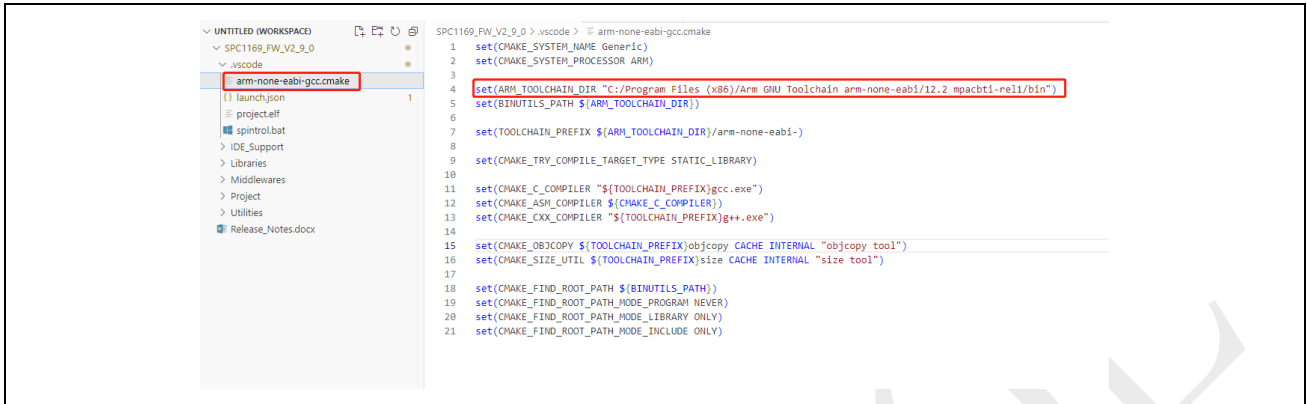 UNTITLED (WORKSPACE)
SPC1169_FW_V2_9_0
.vscode
arm-none-eabi-gcc.cmake
launch.json 1
project.elf
spintrol.bat
IDE_Support
Libraries
Middlewares
Project
Utilities
Release_Notes.docx
SPC1169_FW_V2_9_0 > .vscode > arm-none-eabi-gcc.cmake
1 set(CMAKE_SYSTEM_NAME Generic)
2 set(CMAKE_SYSTEM_PROCESSOR ARM)
3
4 set(ARM_TOOLCHAIN_DIR "C:/Program Files (x86)/Arm GNU Toolchain arm-none-eabi/12.2 mpacbti-rel1/bin")
5 set(BINUTILS_PATH ${ARM_TOOLCHAIN_DIR})
6
7 set(TOOLCHAIN_PREFIX ${ARM_TOOLCHAIN_DIR}/arm-none-eabi-)
8
9 set(CMAKE_TRY_COMPILE_TARGET_TYPE STATIC_LIBRARY)
10
11 set(CMAKE_C_COMPILER "${TOOLCHAIN_PREFIX}gcc.exe")
12 set(CMAKE_ASM_COMPILER ${CMAKE_C_COMPILER})
13 set(CMAKE_CXX_COMPILER "${TOOLCHAIN_PREFIX}g++.exe")
14
15 set(CMAKE_OBJCOPY ${TOOLCHAIN_PREFIX}objcopy CACHE INTERNAL "objcopy tool")
16 set(CMAKE_SIZE_UTIL ${TOOLCHAIN_PREFIX}size CACHE INTERNAL "size tool")
17
18 set(CMAKE_FIND_ROOT_PATH ${BINUTILS_PATH})
19 set(CMAKE_FIND_ROOT_PATH_MODE_PROGRAM NEVER)
20 set(CMAKE_FIND_ROOT_PATH_MODE_LIBRARY ONLY)
21 set(CMAKE_FIND_ROOT_PATH_MODE_INCLUDE ONLY)